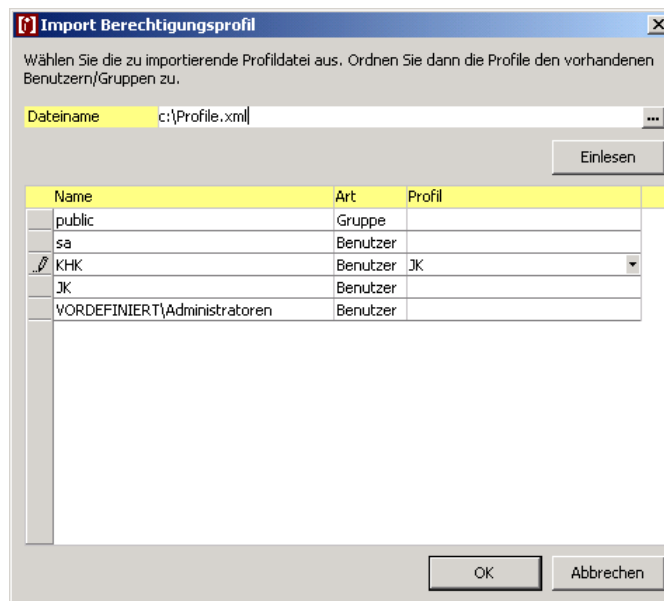 Import Berechtigungsprofil
Wählen Sie die zu importierende Profildatei aus. Ordnen Sie dann die Profile den vorhandenen
Benutzern/Gruppen zu.
Dateiname c:\Profile.xml ...
Einlesen
Name Art Profil
public Gruppe
sa Benutzer
KHK Benutzer JK
JK Benutzer
VORDEFINIERT\Administratoren Benutzer
OK Abbrechen